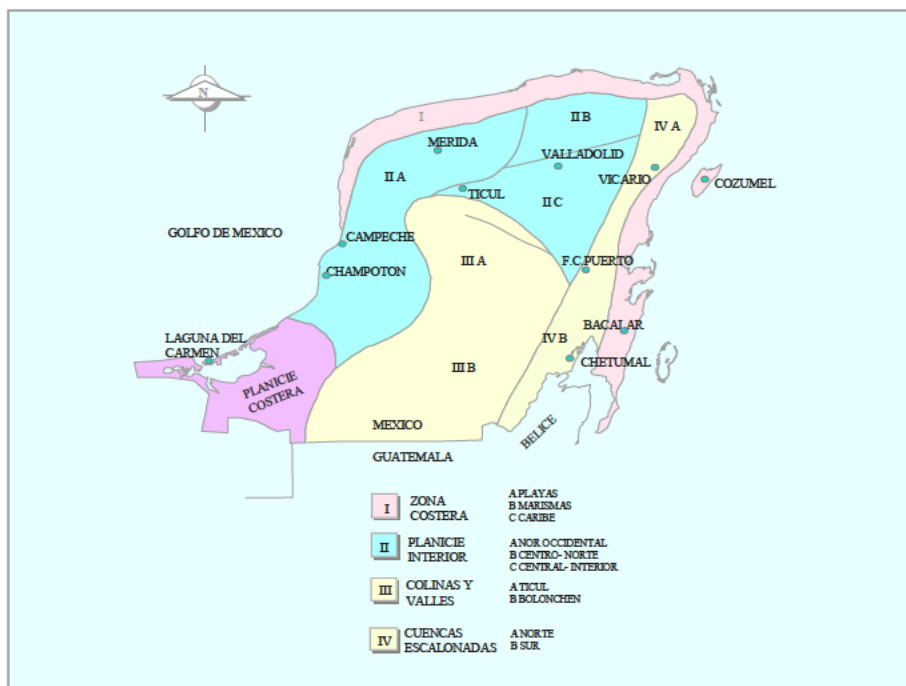 N
I
II B
IV A
MERIDA
VALLADOLID
VICARIO
II A
TICUL
II C
COZUMEL
GOLFO DE MEXICO
CAMPECHE
III A
F.C.PUERTO
CHAMPOTON
LAGUNA DEL
CARMEN
BACALAR
IV B
CHETUMAL
III B
PLANICIE
COSTERA
MEXICO
BELICE
GUATEMALA
I
ZONA
COSTERA
A PLAYAS
B MARISMAS
C CARIBE
II
PLANICIE
INTERIOR
A NOR OCCIDENTAL
B CENTRO- NORTE
C CENTRAL- INTERIOR
III
COLINAS Y
VALLES
A TICUL
B BOLONCHEN
IV
CUENCAS
ESCALONADAS
A NORTE
B SUR